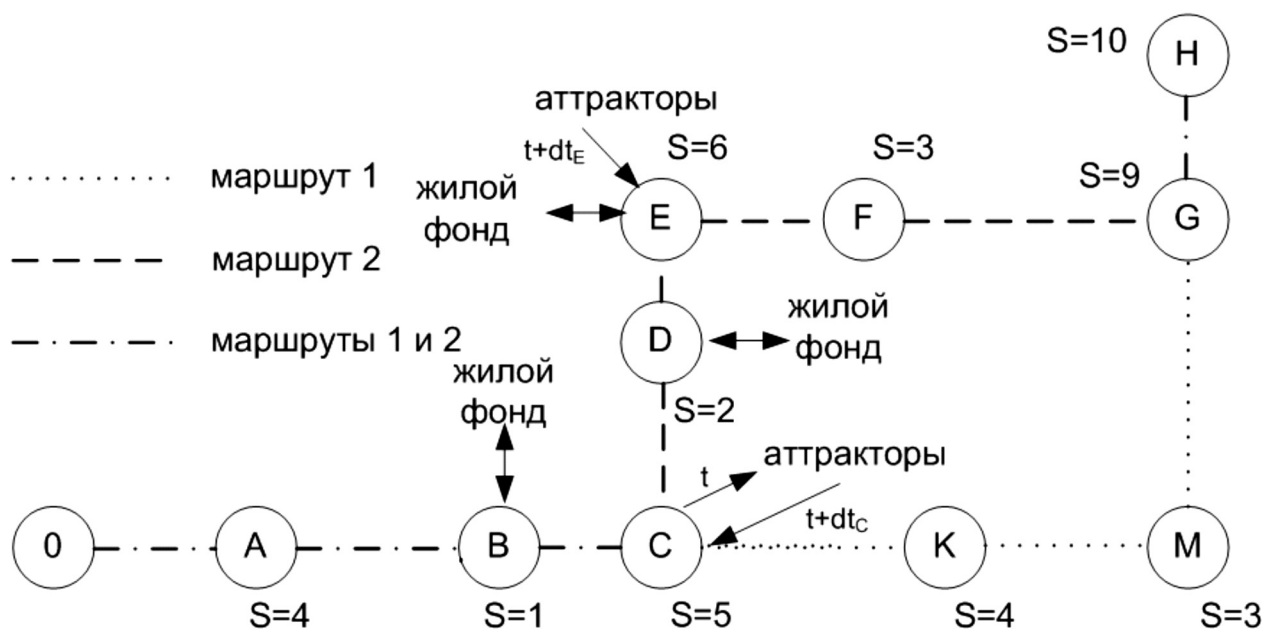 S=10
H
аттракторы
t+dtE
S=6
S=3
маршрут 1
жилой
фонд
S=9
E
F
G
маршрут 2
жилой
фонд
D
маршруты 1 и 2
жилой
фонд
S=2
аттракторы
t
t+dtC
0
A
B
C
K
M
S=4
S=1
S=5
S=4
S=3